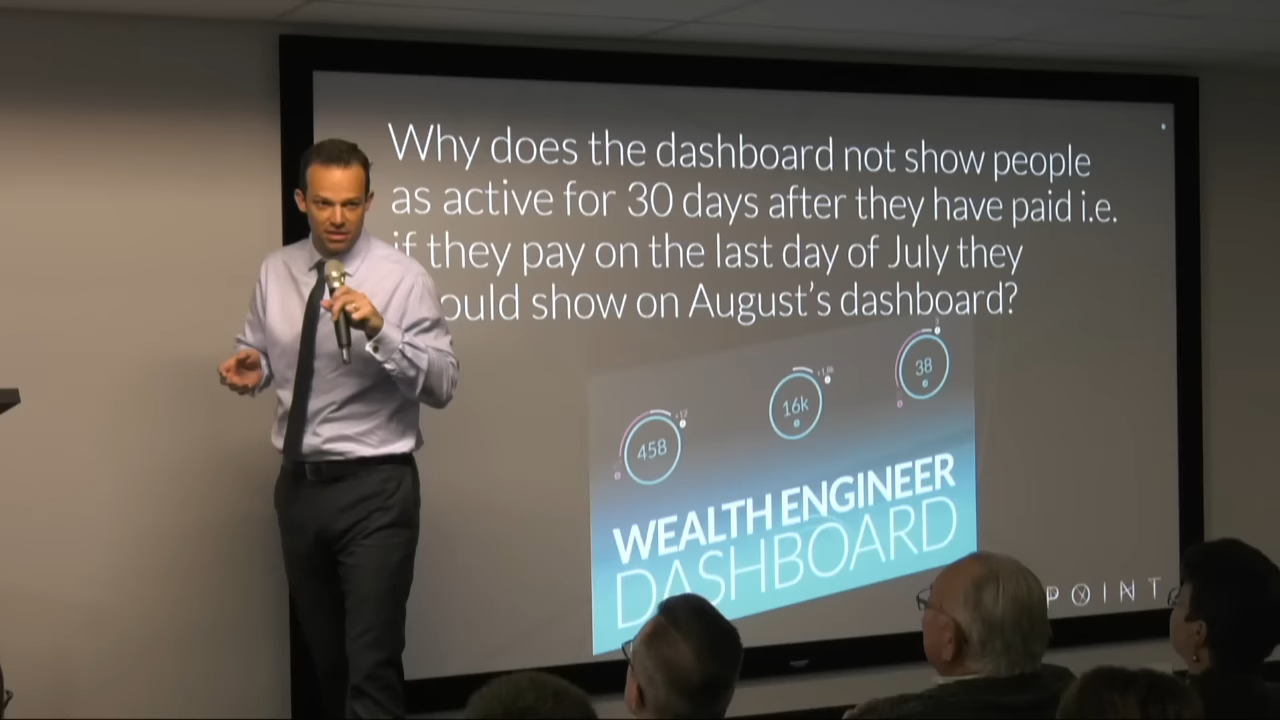 Why does the dashboard not show people
as active for 30 days after they have paid i.e.
if they pay on the last day of July they
ould show on August's dashboard?
38
16k
458
WEALTH ENGINEER
DASHBOARD
POINT